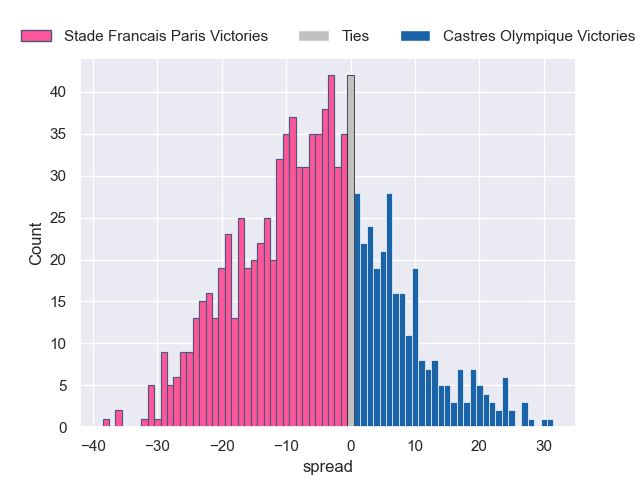 Stade Francais Paris Victories Ties Castres Olympique Victories
40
35
30
25
20
15
10
5
0
Count
−40 −30 −20 −10 0 10 20 30
spread